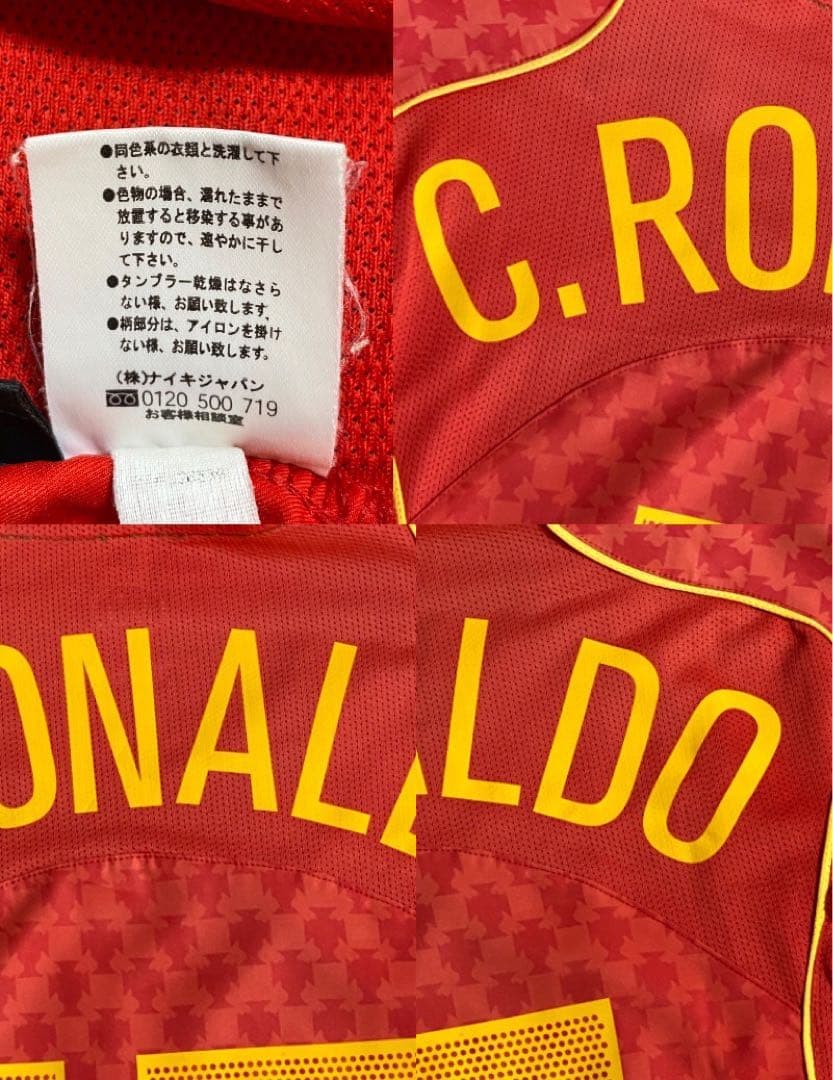 ●同色系の衣類と洗濯して下
さい。
●色物の場合、濡れたままで
放置すると移染する事があ
りますので、速やかに干し
て下さい。
●タンブラー乾燥はなさら
ない様、お願い致します。
●柄部分は、アイロンを掛け
ない様、お願い致します。
(株)ナイキジャパン
0120 500 719
お客様相談室
C.RO
ONAL
LDO